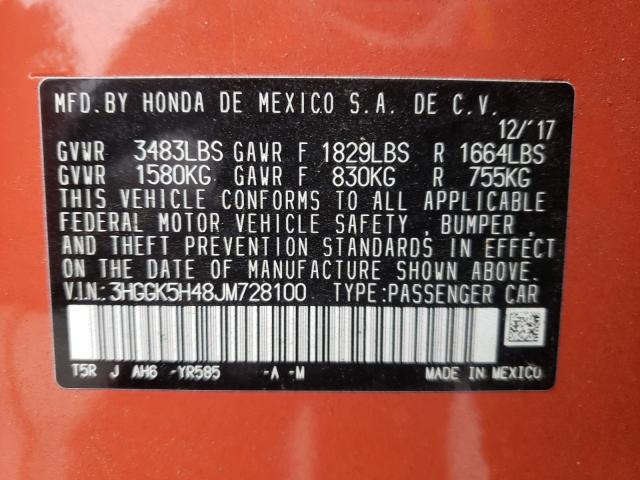 MFD.BY HONDA DE MEXICO S.A. DE C.V.
12/'17
GVWR 3483LBS GAWR F 1829LBS R 1664LBS
GVWR 1580KG GAWR F 830KG R 755KG
THIS VEHICLE CONFORMS TO ALL APPLICABLE
FEDERAL MOTOR VEHICLE SAFETY , BUMPER ,
AND THEFT PREVENTION STANDARDS IN EFFECT
ON THE DATE OF MANUFACTURE SHOWN ABOVE.
V.I.N: 3HGGK5H48JM728100 TYPE:PASSENGER CAR
T5R J AH6 -YR585 -A -M MADE IN MEXICO